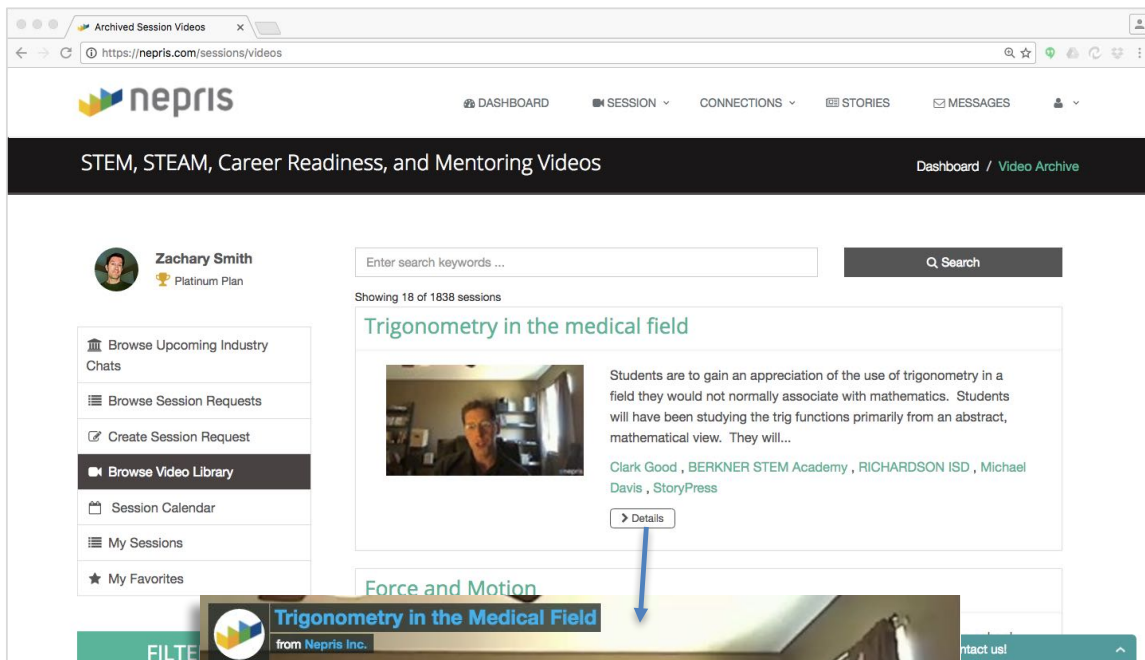 Archived Session Videos
https://nepris.com/sessions/videos
nepris
DASHBOARD
SESSION
CONNECTIONS
STORIES
MESSAGES
STEM, STEAM, Career Readiness, and Mentoring Videos
Dashboard / Video Archive
Zachary Smith
Platinum Plan
Browse Upcoming Industry
Chats
Browse Session Requests
Create Session Request
Browse Video Library
Session Calendar
My Sessions
My Favorites
Enter search keywords ...
Search
Showing 18 of 1838 sessions
Trigonometry in the medical field
nepris
Students are to gain an appreciation of the use of trigonometry in a
field they would not normally associate with mathematics. Students
will have been studying the trig functions primarily from an abstract,
mathematical view. They will...
Clark Good , BERKNER STEM Academy , RICHARDSON ISD , Michael
Davis , StoryPress
Details
Force and Motion
FILTE
Trigonometry in the Medical Field
from Nepris Inc.
ntact us!